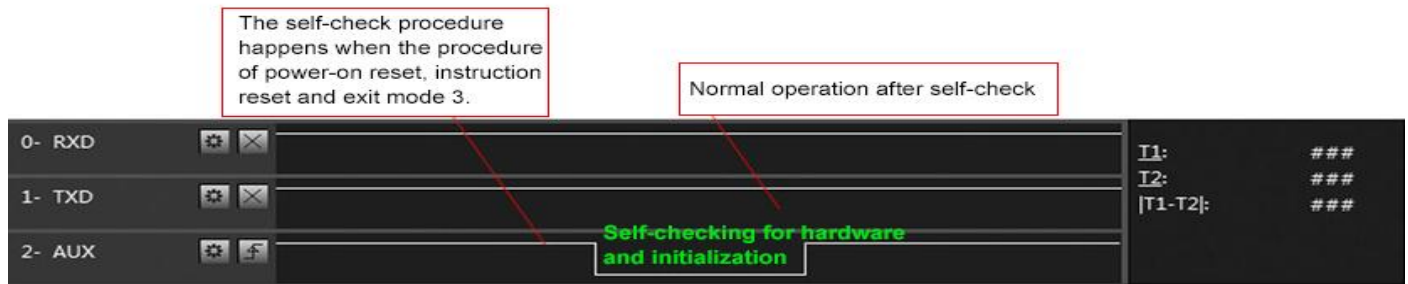 The self-check procedure
happens when the procedure
of power-on reset, instruction
reset and exit mode 3.
Normal operation after self-check
0- RXD
1- TXD
2- AUX
Self-checking for hardware
and initialization
T1: ###
T2: ###
|T1-T2|: ###